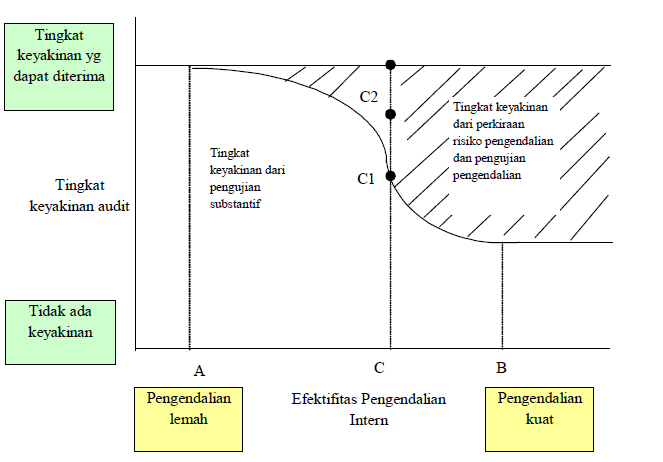 Tingkat
keyakinan yg
dapat diterima
C2
Tingkat keyakinan
dari perkiraan
risiko pengendalian
dan pengujian
pengendalian
Tingkat
keyakinan dari
pengujian
substantif
C1
Tingkat
keyakinan audit
Tidak ada
keyakinan
A
C
B
Pengendalian
lemah
Efektifitas Pengendalian
Intern
Pengendalian
kuat